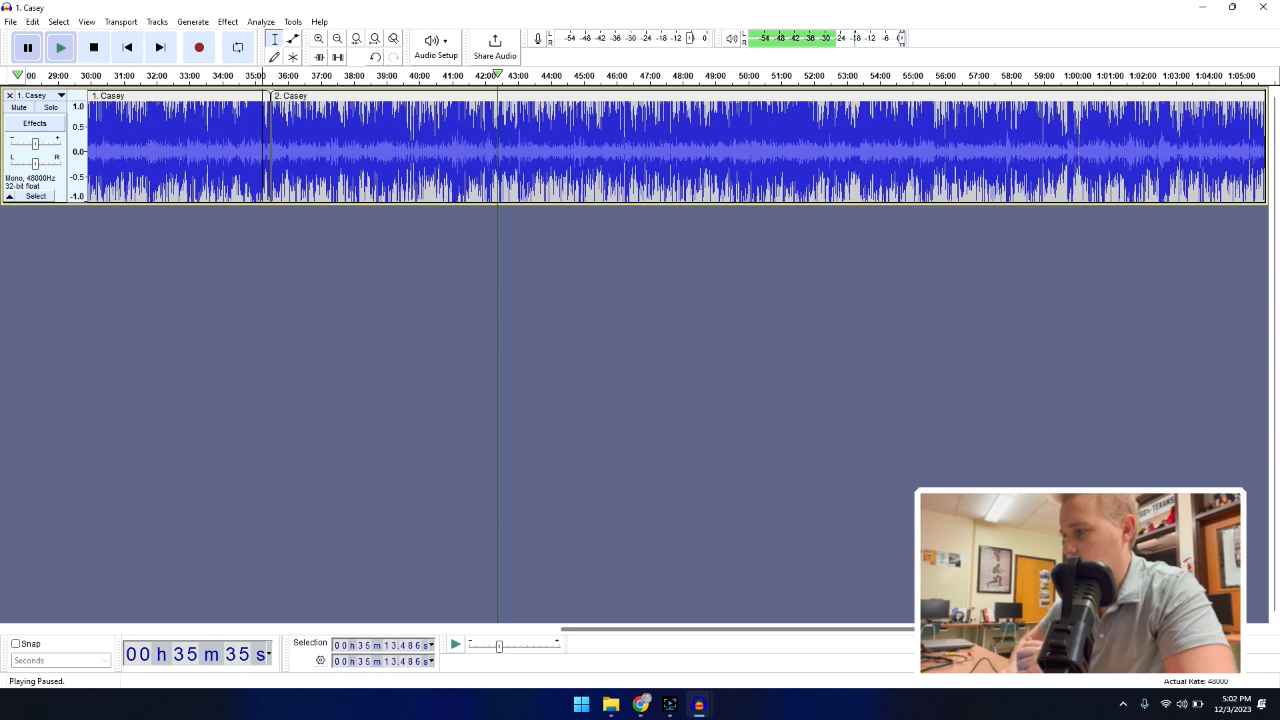 1. Casey
File Edit Select View Transport Tracks Generate Effect Analyze Tools Help
Audio Setup
Share Audio
L R -54 -48 -42 -36 -30 -24 -18 -12 0
L R -54 -48 -42 -36 -30 -24 -18 -12 -6 0
00 29:00 30:00 31:00 32:00 33:00 34:00 35:00 36:00 37:00 38:00 39:00 40:00 41:00 42:00 43:00 44:00 45:00 46:00 47:00 48:00 49:00 50:00 51:00 52:00 53:00 54:00 55:00 56:00 57:00 58:00 59:00 1:00:00 1:01:00 1:02:00 1:03:00 1:04:00 1:05:00
1. Casey
Mute Solo
Effects
- +
L R
Mono, 48000Hz
32-bit float
Select
1.0
0.5
0.0
-0.5
-1.0
1. Casey
2. Casey
Snap
Seconds
00 h 35 m 35 s
Selection
00 h 35 m 13.486 s
00 h 35 m 13.486 s
- +
Playing Paused.
Actual Rate: 48000
5:02 PM
12/3/2023